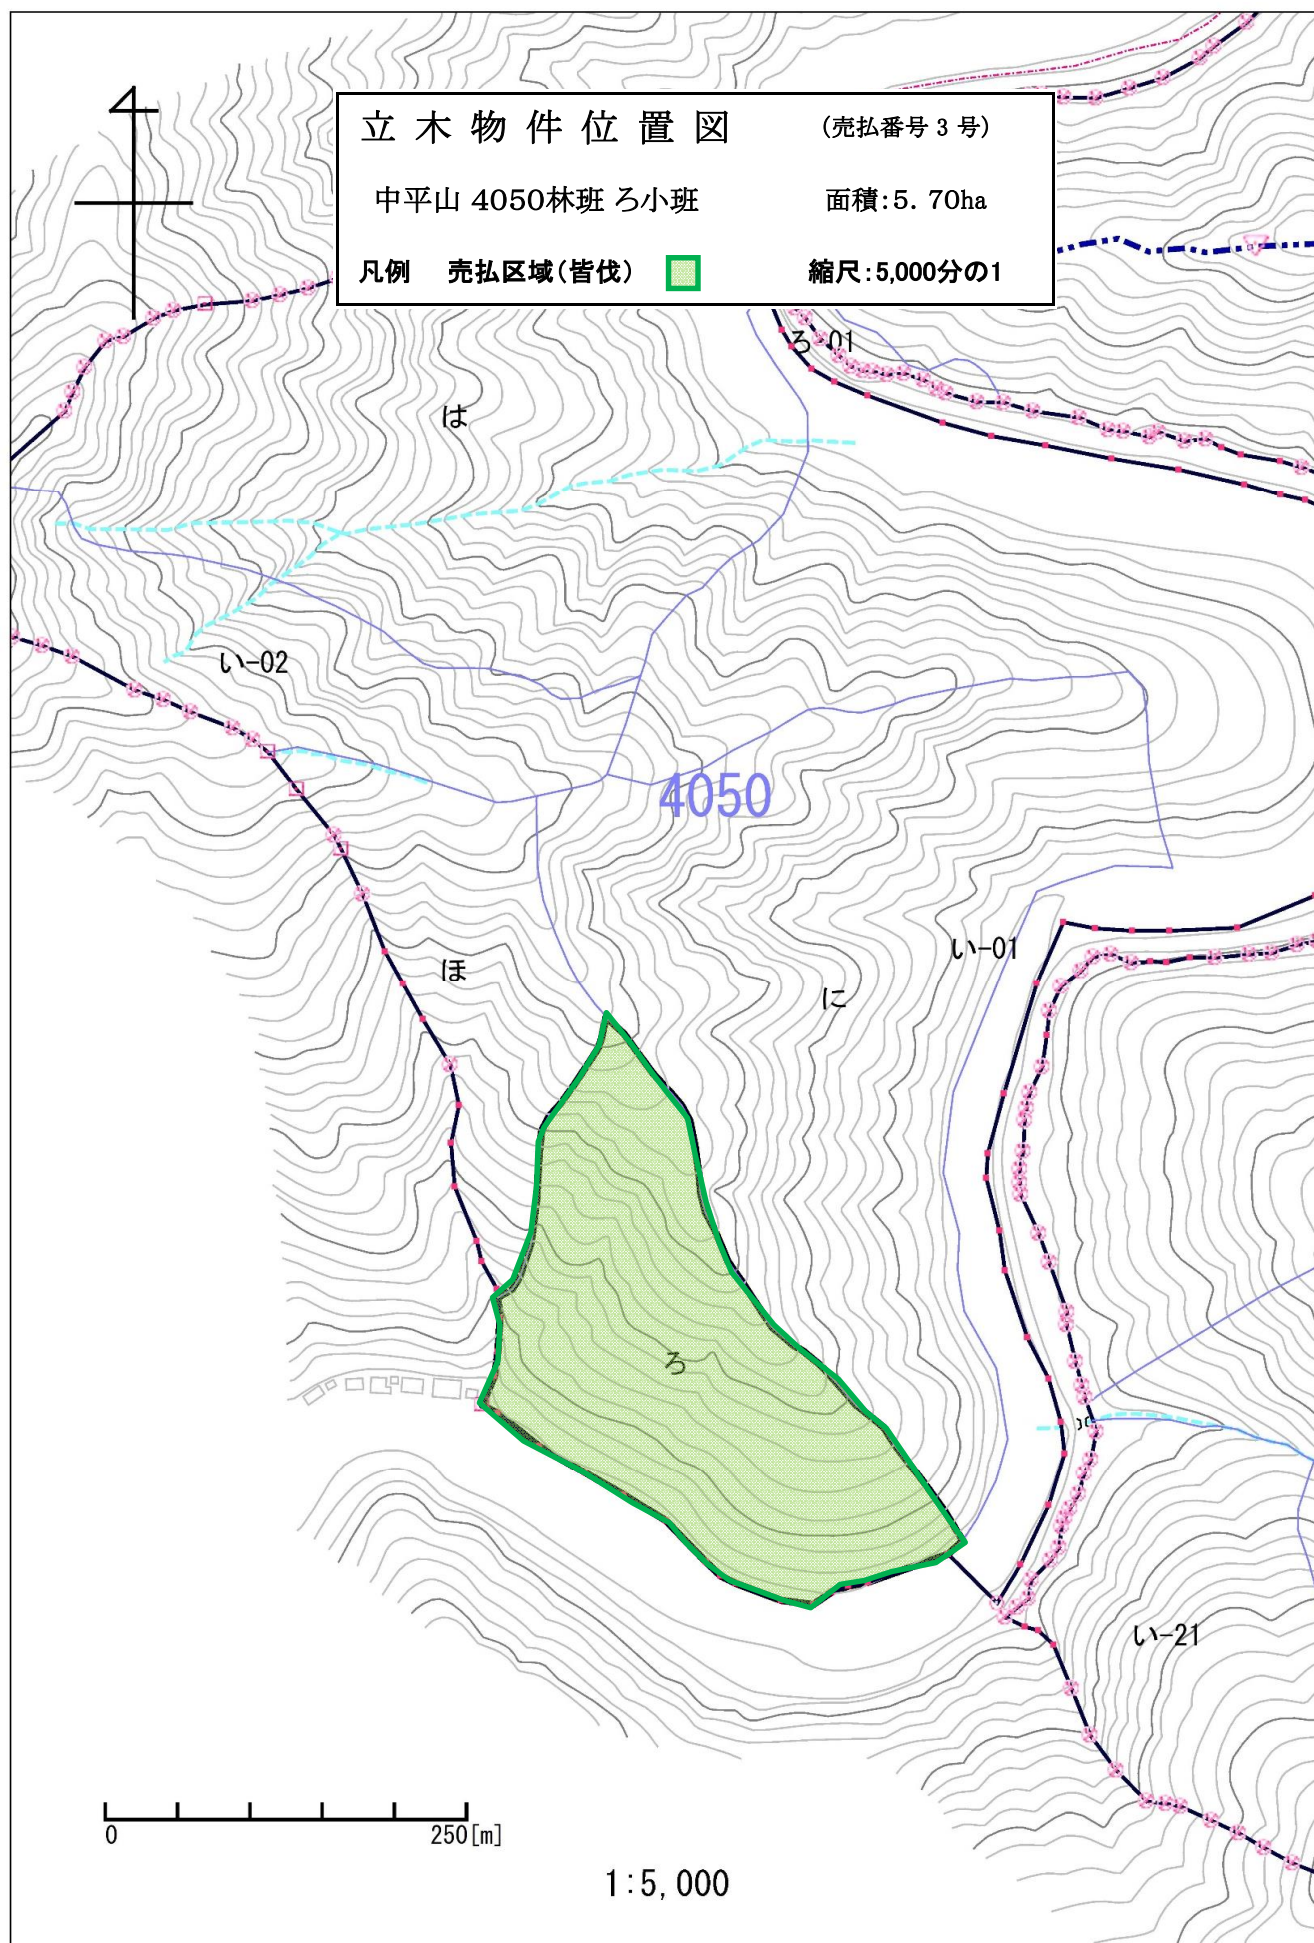 立木物件位置図 （売払番号 3 号）
中平山 4050林班 ろ小班 面積：5．70ha
凡例 売払区域（皆伐） 縮尺：5,000分の1
ろ 01
は
い-02
4050
い-01
ほ
に
ろ
い-21
0 250[m]
1:5,000